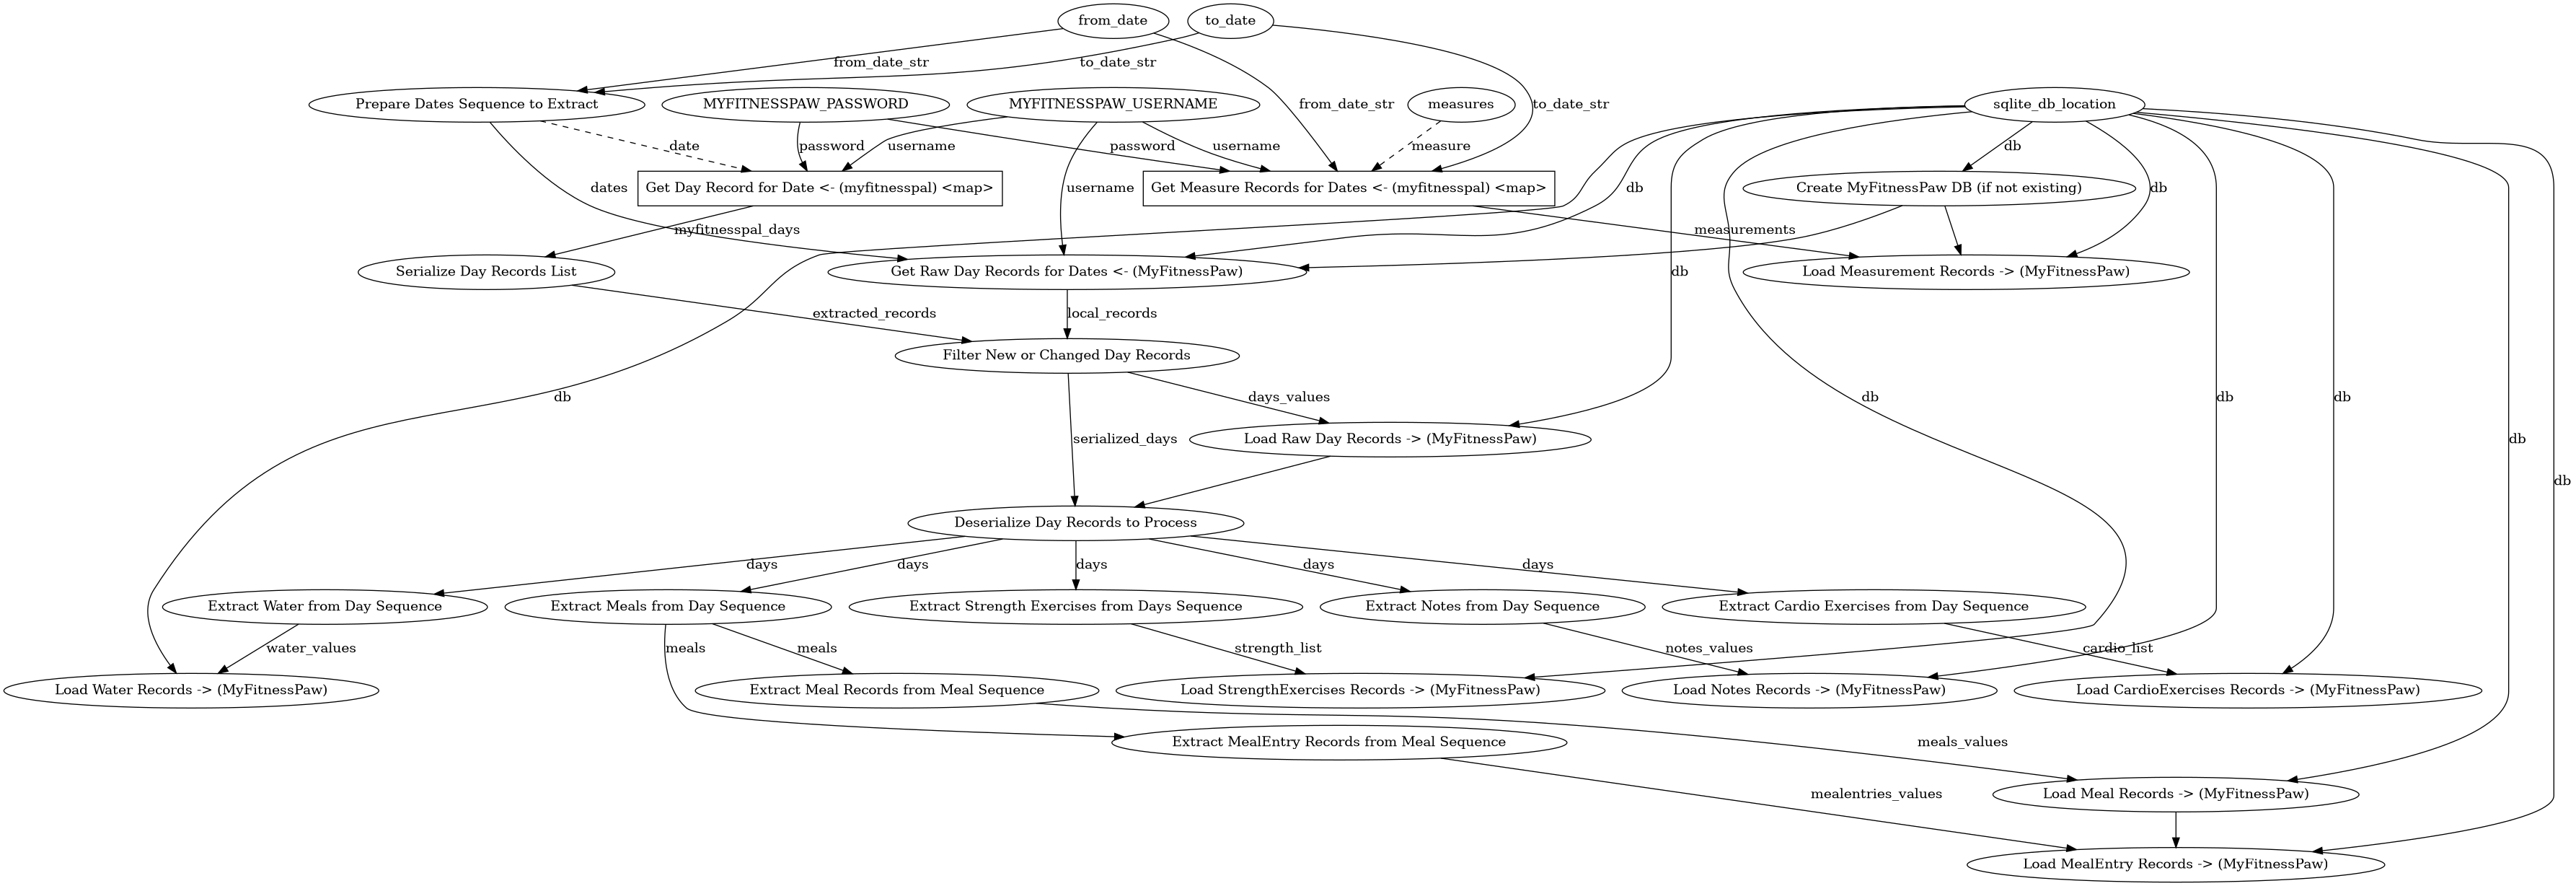 from_date
to_date
from_date_str
to_date_str
Prepare Dates Sequence to Extract
MYFITNESSPAW_PASSWORD
MYFITNESSPAW_USERNAME
from_date_str
measures
to_date_str
sqlite_db_location
date
password
username
password
username
measure
db
Get Day Record for Date <- (myfitnesspal) <map>
Get Measure Records for Dates <- (myfitnesspal) <map>
dates
username
db
Create MyFitnessPaw DB (if not existing)
db
myfitnesspal_days
measurements
Serialize Day Records List
Get Raw Day Records for Dates <- (MyFitnessPaw)
db
Load Measurement Records -> (MyFitnessPaw)
extracted_records
local_records
Filter New or Changed Day Records
db
days_values
db
db
db
serialized_days
Load Raw Day Records -> (MyFitnessPaw)
db
db
Deserialize Day Records to Process
days
days
days
days
days
Extract Water from Day Sequence
Extract Meals from Day Sequence
Extract Strength Exercises from Days Sequence
Extract Notes from Day Sequence
Extract Cardio Exercises from Day Sequence
water_values
meals
meals
strength_list
notes_values
cardio_list
Load Water Records -> (MyFitnessPaw)
Extract Meal Records from Meal Sequence
Load StrengthExercises Records -> (MyFitnessPaw)
Load Notes Records -> (MyFitnessPaw)
Load CardioExercises Records -> (MyFitnessPaw)
Extract MealEntry Records from Meal Sequence
meals_values
mealentries_values
Load Meal Records -> (MyFitnessPaw)
Load MealEntry Records -> (MyFitnessPaw)